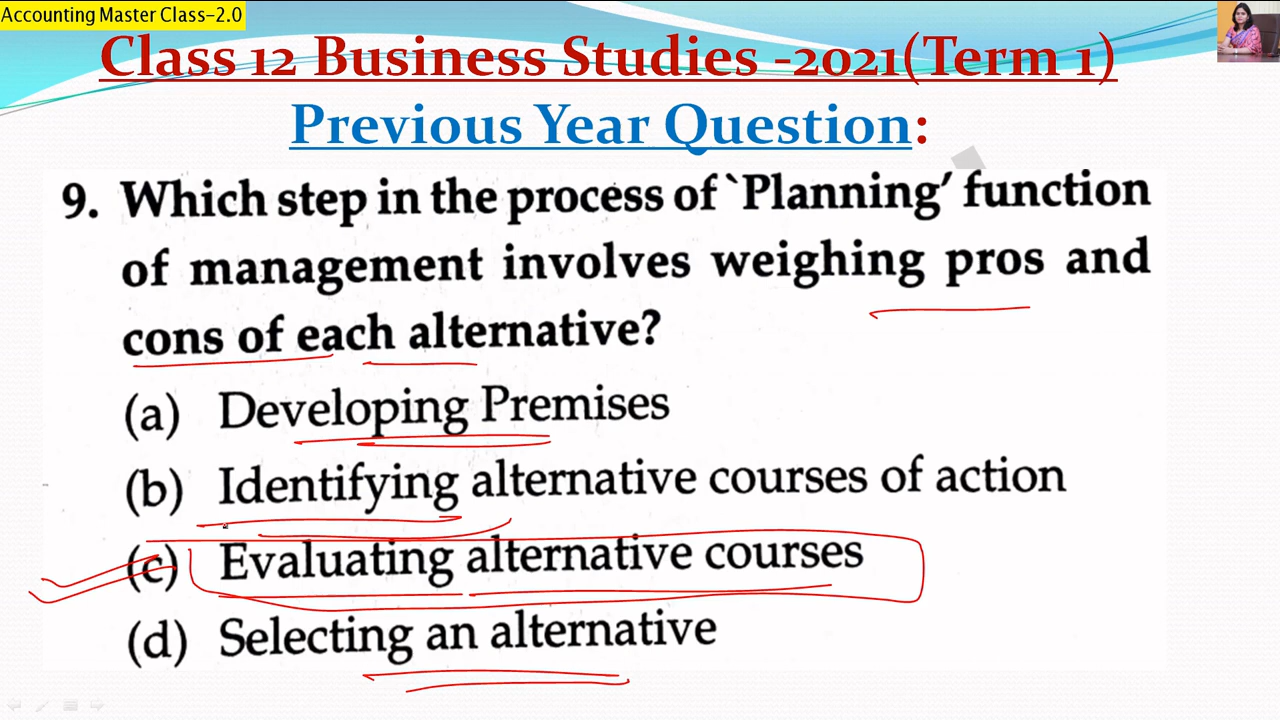 Accounting Master Class-2.0
Class 12 Business Studies -2021(Term 1)
Previous Year Question:
9. Which step in the process of `Planning' function
of management involves weighing pros and
cons of each alternative?
(a) Developing Premises
(b) Identifying alternative courses of action
(c) Evaluating alternative courses
(d) Selecting an alternative